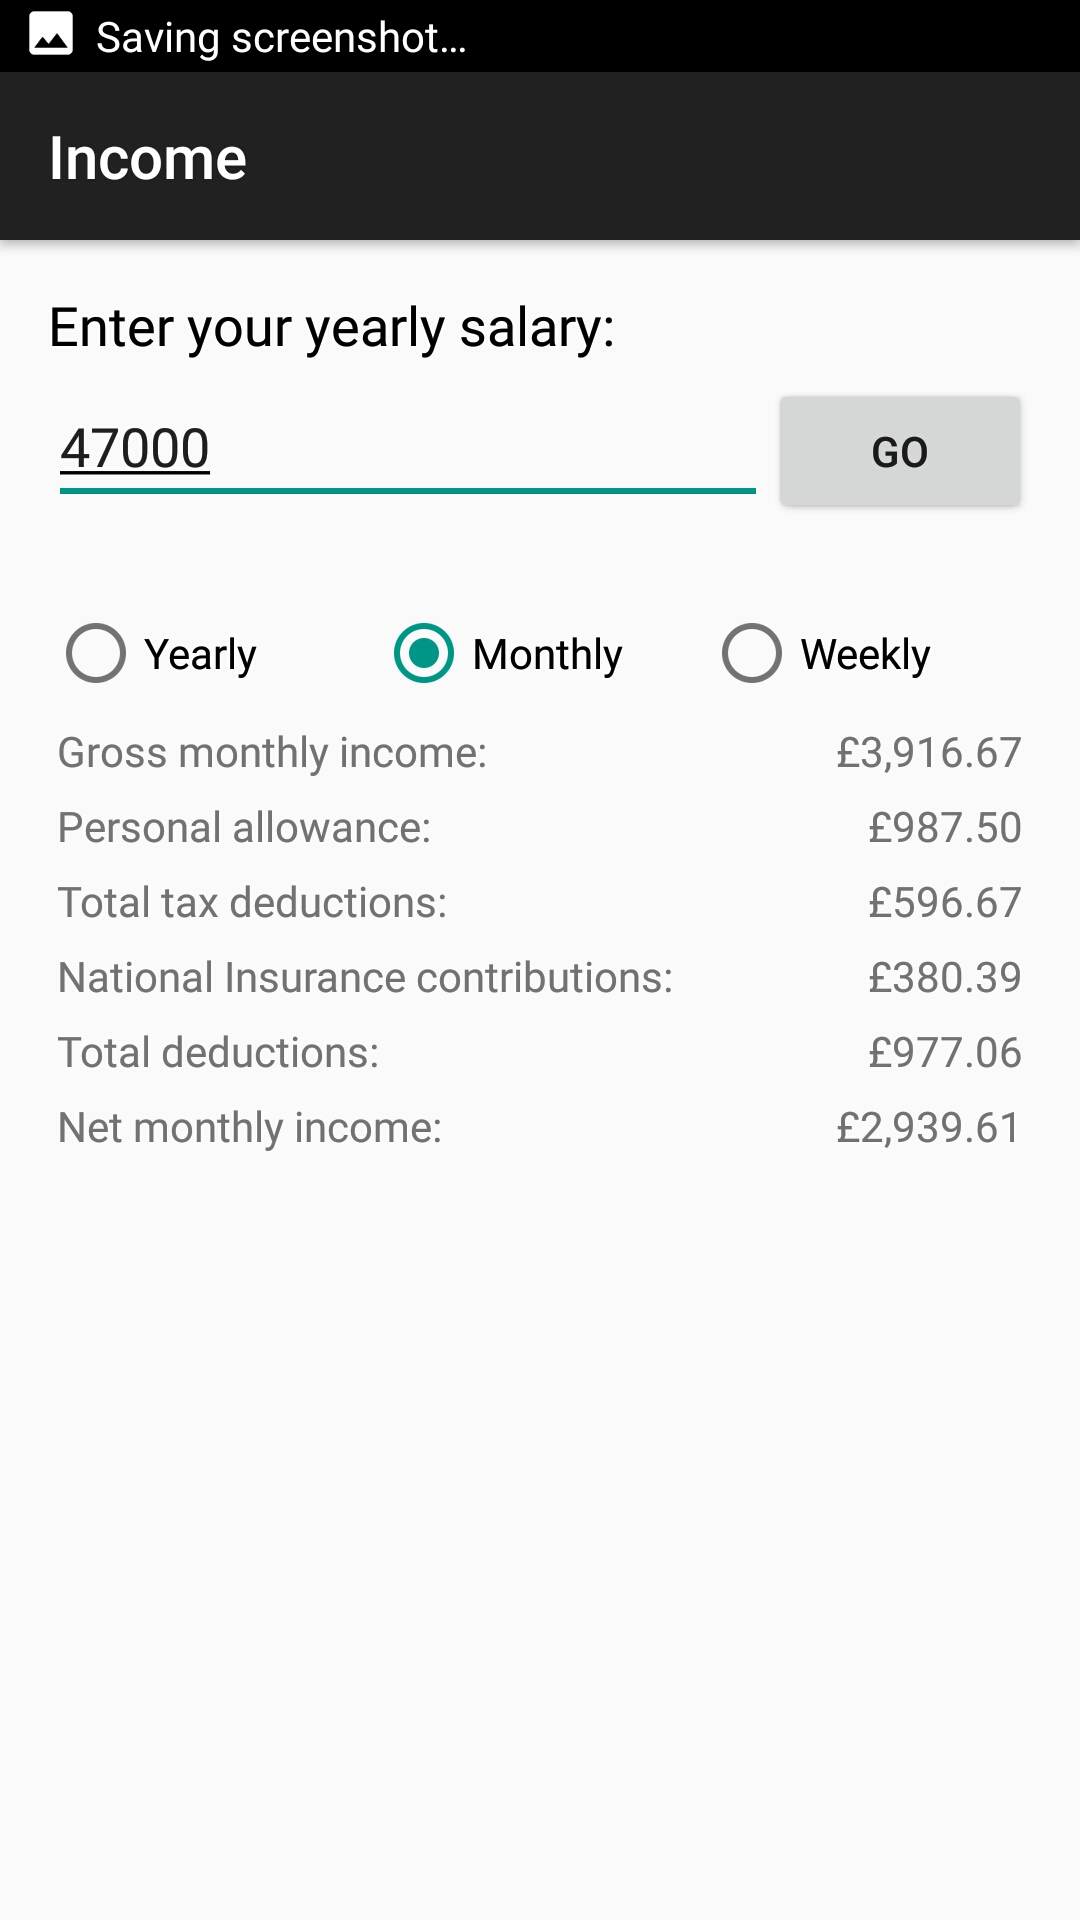 Saving screenshot...
Income
Enter your yearly salary:
47000 GO
Yearly Monthly Weekly
Gross monthly income: £3,916.67
Personal allowance: £987.50
Total tax deductions: £596.67
National Insurance contributions: £380.39
Total deductions: £977.06
Net monthly income: £2,939.61